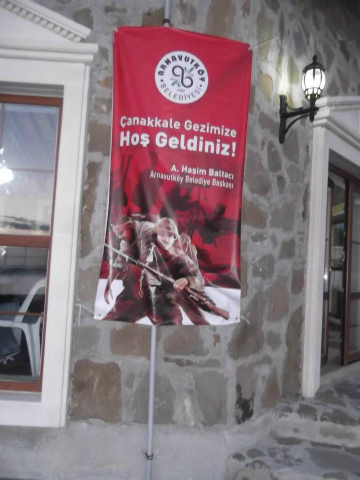 ARNAVUTKÖY
BELEDİYESİ
Çanakkale Gezimize
Hoş Geldiniz!
A. Haşim Baltacı
Arnavutköy Belediye Başkanı